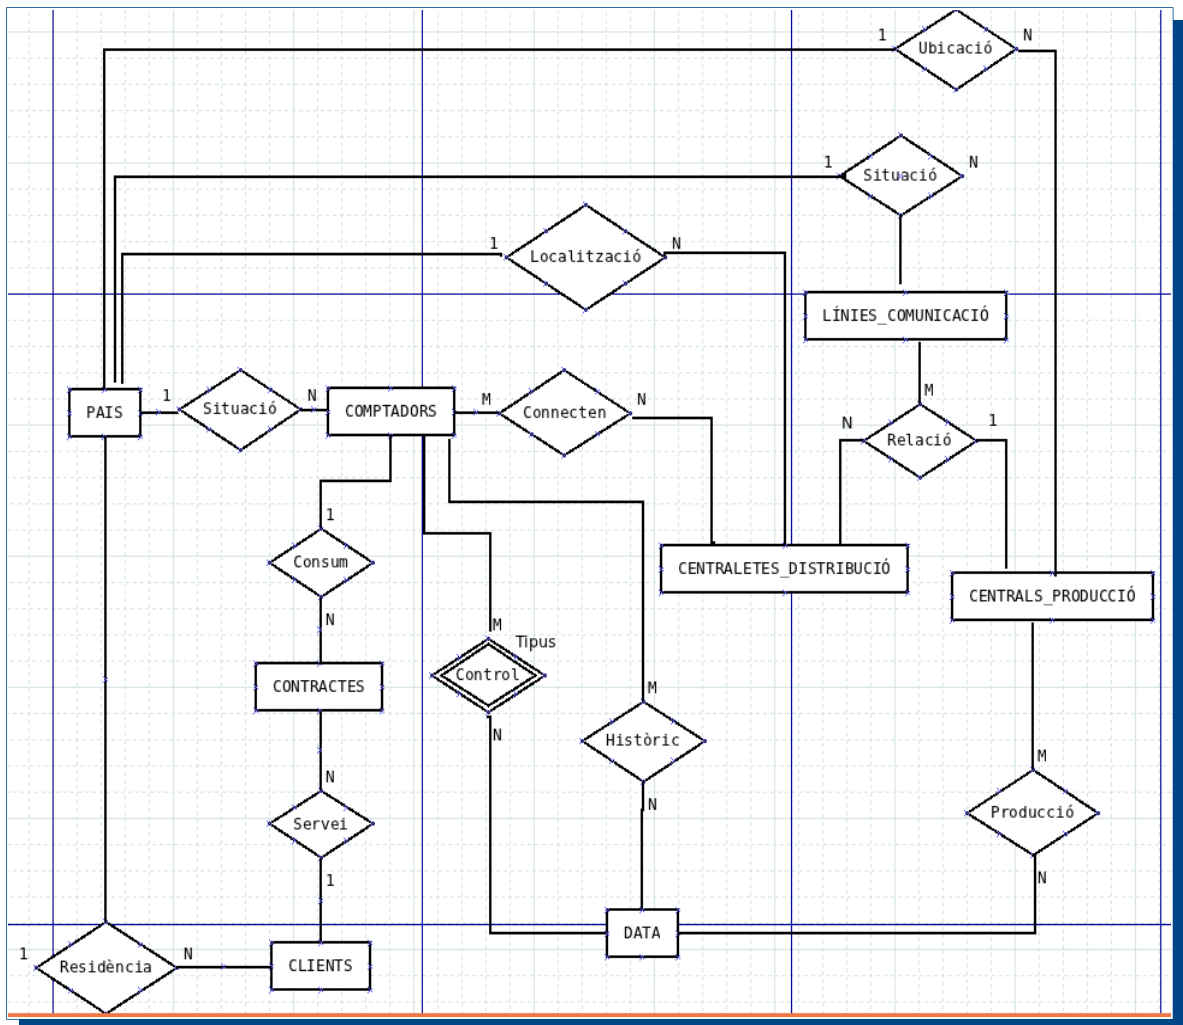 1
Ubicació
N
1
Situació
N
1
Localització
N
LÍNIES_COMUNICACIÓ
PAIS
1
Situació
N
COMPTADORS
M
Connecten
N
M
N
Relació
1
1
Consum
N
CENTRALETES_DISTRIBUCIÓ
CENTRALS_PRODUCCIÓ
M
Tipus
Control
N
CONTRACTES
M
Històric
N
N
Servei
1
M
Producció
N
DATA
1
Residència
N
CLIENTS